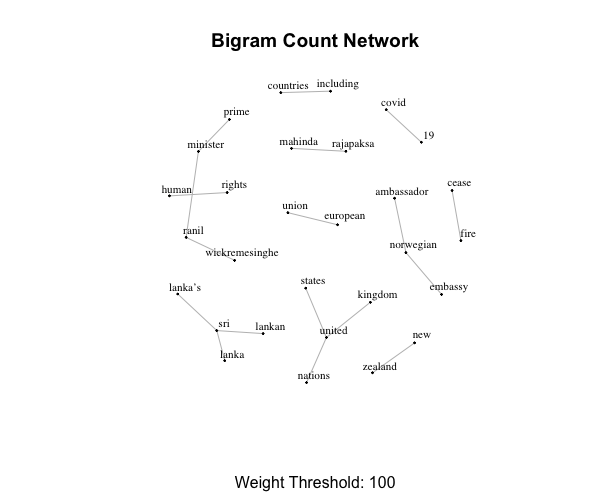 Bigram Count Network
countries including
covid
prime
19
minister
mahinda rajapaksa
human rights
ambassador
cease
union
european
ranil
norwegian
fire
wickremesinghe
lanka's
states
kingdom
embassy
sri
lankan
united
new
lanka
nations
zealand
Weight Threshold: 100